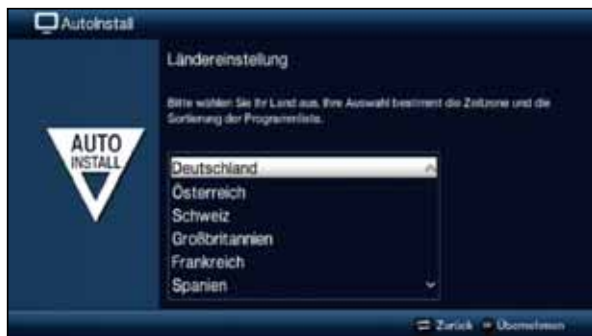 AutoInstall
Ländereinstellung
Bitte wählen Sie Ihr Land aus. Ihre Auswahl bestimmt die Zeitzone und die
Sortierung der Programmliste.
AUTO
INSTALL
Deutschland
Österreich
Schweiz
Großbritannien
Frankreich
Spanien
Zurück Übernehmen